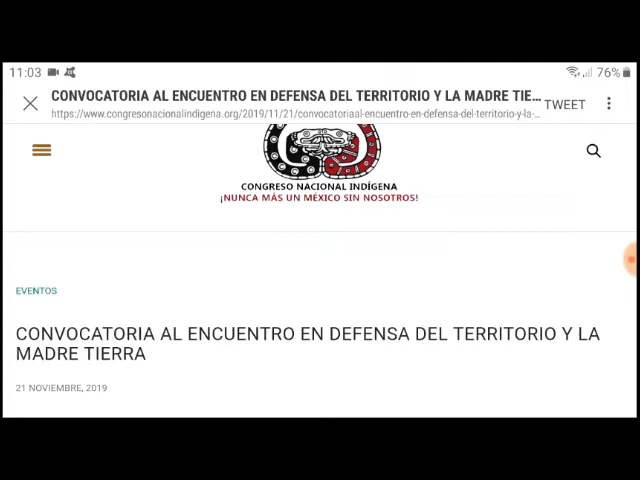 11:03 76%
CONVOCATORIA AL ENCUENTRO EN DEFENSA DEL TERRITORIO Y LA MADRE TIE...
TWEET
https://www.congresonacionalindigena.org/2019/11/21/convocatoriaal-encuentro-en-defensa-del-territorio-y-la-...
CONGRESO NACIONAL INDÍGENA
¡NUNCA MÁS UN MÉXICO SIN NOSOTROS!
EVENTOS
CONVOCATORIA AL ENCUENTRO EN DEFENSA DEL TERRITORIO Y LA
MADRE TIERRA
21 NOVIEMBRE, 2019